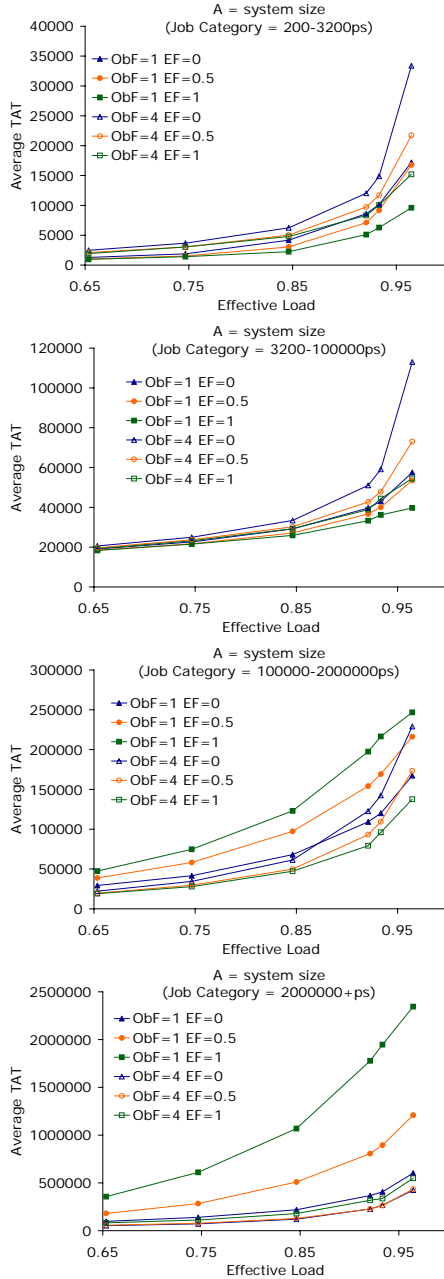 A = system size
(Job Category = 200-3200ps)
40000
35000
30000
25000
20000
15000
10000
5000
0
Average TAT
ObF=1 EF=0
ObF=1 EF=0.5
ObF=1 EF=1
ObF=4 EF=0
ObF=4 EF=0.5
ObF=4 EF=1
0.65 0.75 0.85 0.95
Effective Load
A = system size
(Job Category = 3200-100000ps)
120000
100000
80000
60000
40000
20000
0
Average TAT
ObF=1 EF=0
ObF=1 EF=0.5
ObF=1 EF=1
ObF=4 EF=0
ObF=4 EF=0.5
ObF=4 EF=1
0.65 0.75 0.85 0.95
Effective Load
A = system size
(Job Category = 100000-2000000ps)
300000
250000
200000
150000
100000
50000
0
Average TAT
ObF=1 EF=0
ObF=1 EF=0.5
ObF=1 EF=1
ObF=4 EF=0
ObF=4 EF=0.5
ObF=4 EF=1
0.65 0.75 0.85 0.95
Effective Load
A = system size
(Job Category = 2000000+ps)
2500000
2000000
1500000
1000000
500000
0
Average TAT
ObF=1 EF=0
ObF=1 EF=0.5
ObF=1 EF=1
ObF=4 EF=0
ObF=4 EF=0.5
ObF=4 EF=1
0.65 0.75 0.85 0.95
Effective Load